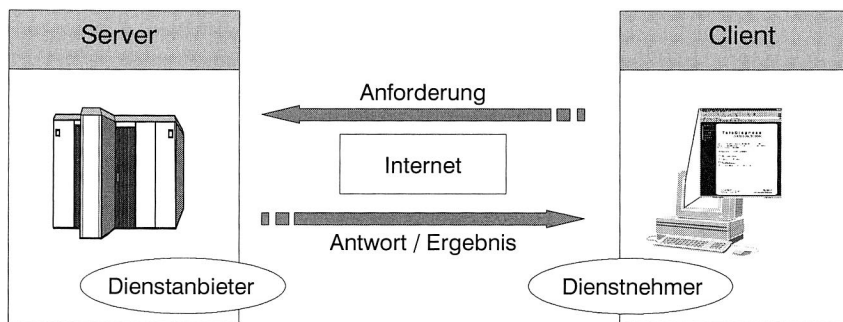 Server
Client
Anforderung
Internet
Antwort / Ergebnis
Dienstanbieter
Dienstnehmer